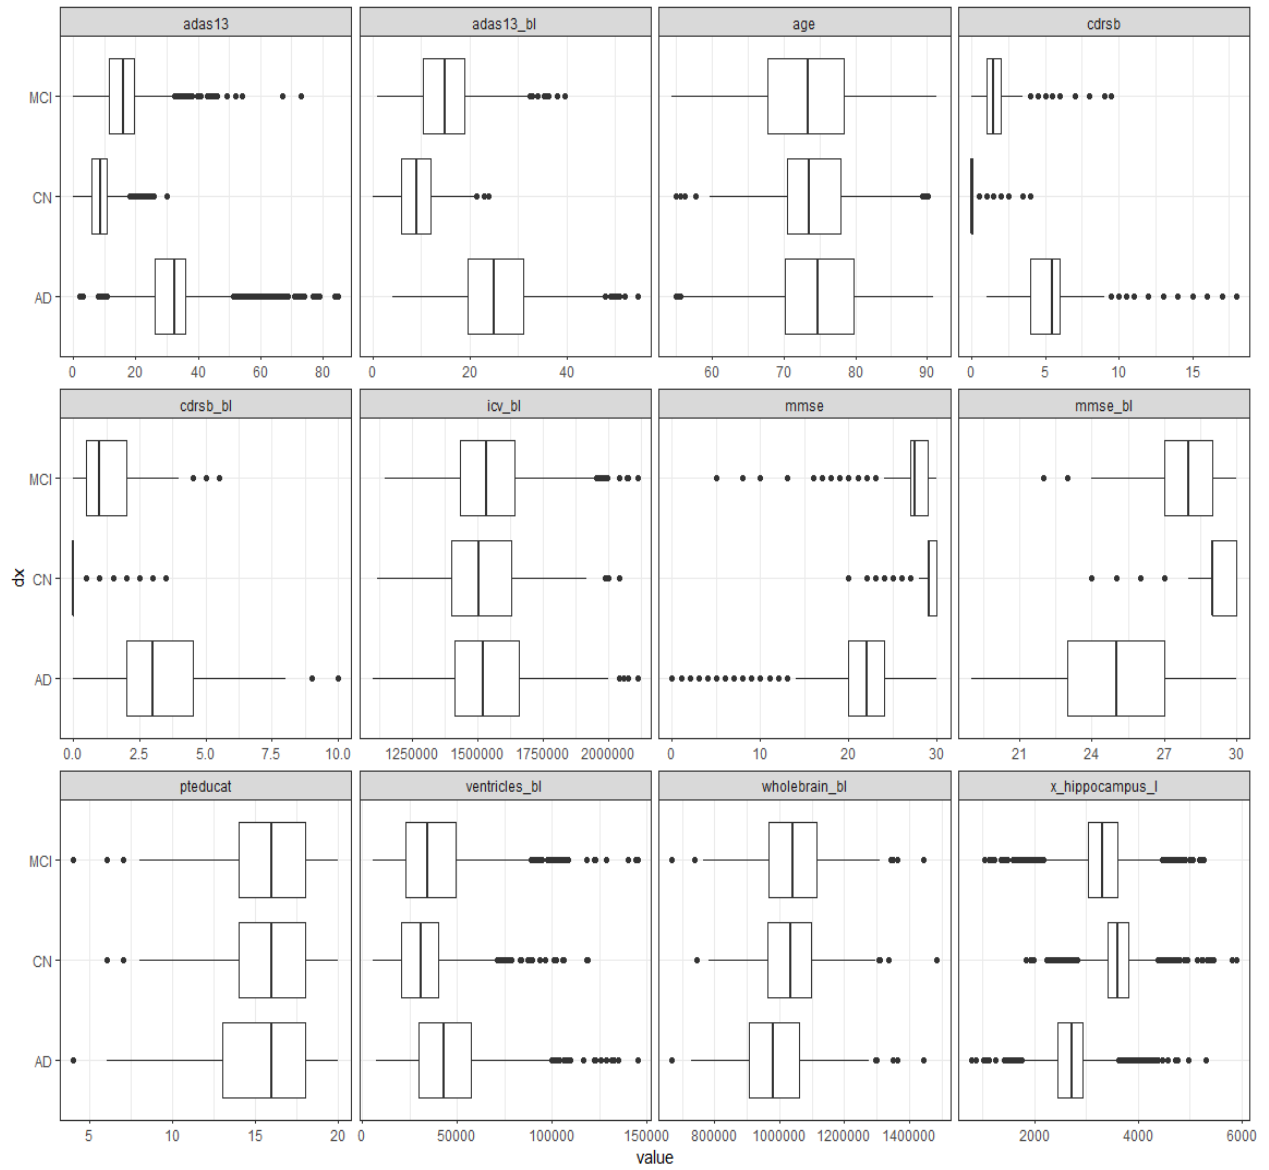 adas13 adas13_bl age cdrsb
MCI
CN
AD
0 20 40 60 80 0 20 40 60 70 80 90 0 5 10 15
cdrsb_bl icv_bl mmse mmse_bl
MCI
dx
CN
AD
0.0 2.5 5.0 7.5 10.0 1250000 1500000 1750000 2000000 0 10 20 30 21 24 27 30
pteducat ventricles_bl wholebrain_bl x_hippocampus_l
MCI
CN
AD
5 10 15 20 0 50000 100000 150000 800000 1000000 1200000 1400000 2000 4000 6000
value